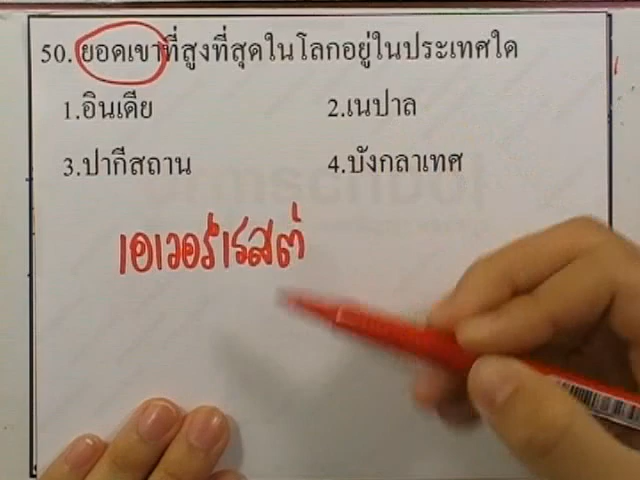 50. ยอดเขาที่สูงที่สุดในโลกอยู่ในประเทศใด
1.อินเดีย 2.เนปาล
3.ปากีสถาน 4.บังกลาเทศ
เอเวอร์เรสต์